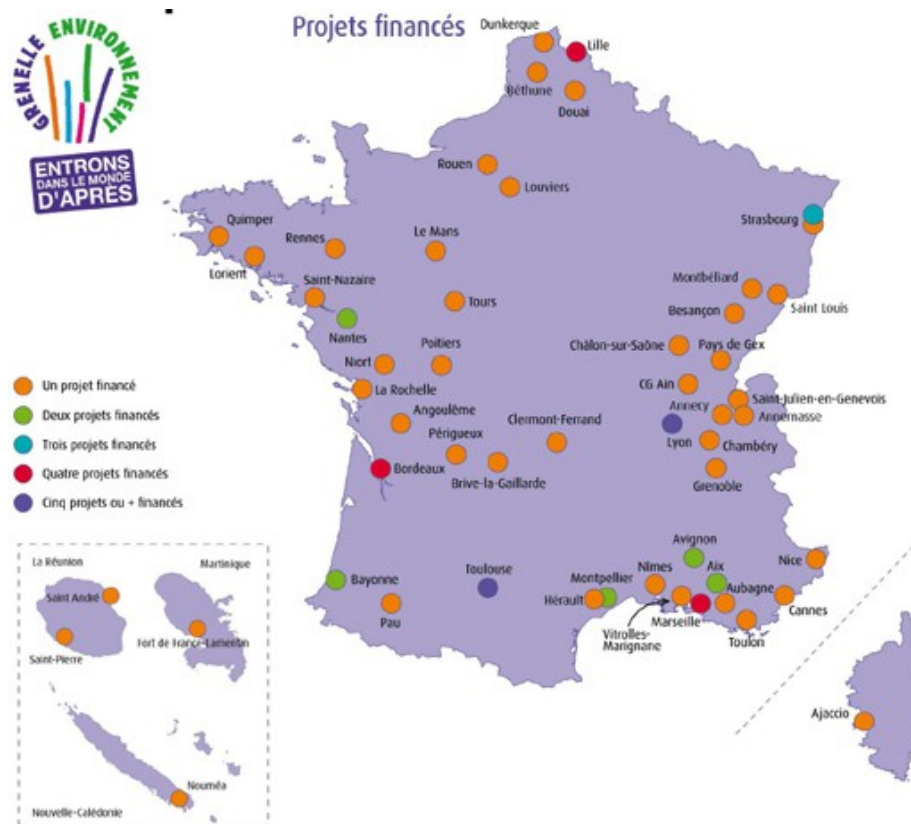 GRENELLE ENVIRONNEMENT
ENTRONS
DANS LE MONDE
D'APRÈS
Projets financés
Dunkerque
Lille
Béthune
Douai
Rouen
Louviers
Strasbourg
Quimper
Rennes
Le Mans
Lorient
Saint-Nazaire
Montbéliard
Saint Louis
Besançon
Tours
Nantes
Châlon-sur-Saône
Pays de Gex
Niort
Poitiers
La Rochelle
CG Ain
Saint-Julien-en-Genevois
Annecy
Annemasse
Angoulême
Clermont-Ferrand
Périgueux
Lyon
Chambéry
Bordeaux
Brive-la-Gaillarde
Grenoble
Un projet financé
Deux projets financés
Trois projets financés
Quatre projets financés
Cinq projets ou + financés
Avignon
Nice
Bayonne
Toulouse
Montpellier
Nîmes
Aix
Aubagne
Hérault
Cannes
Pau
Marseille
Vitrolles-
Marignane
Toulon
Ajaccio
La Réunion
Martinique
Saint André
Saint-Pierre
Fort de France-Lamentin
Nouméa
Nouvelle-Calédonie